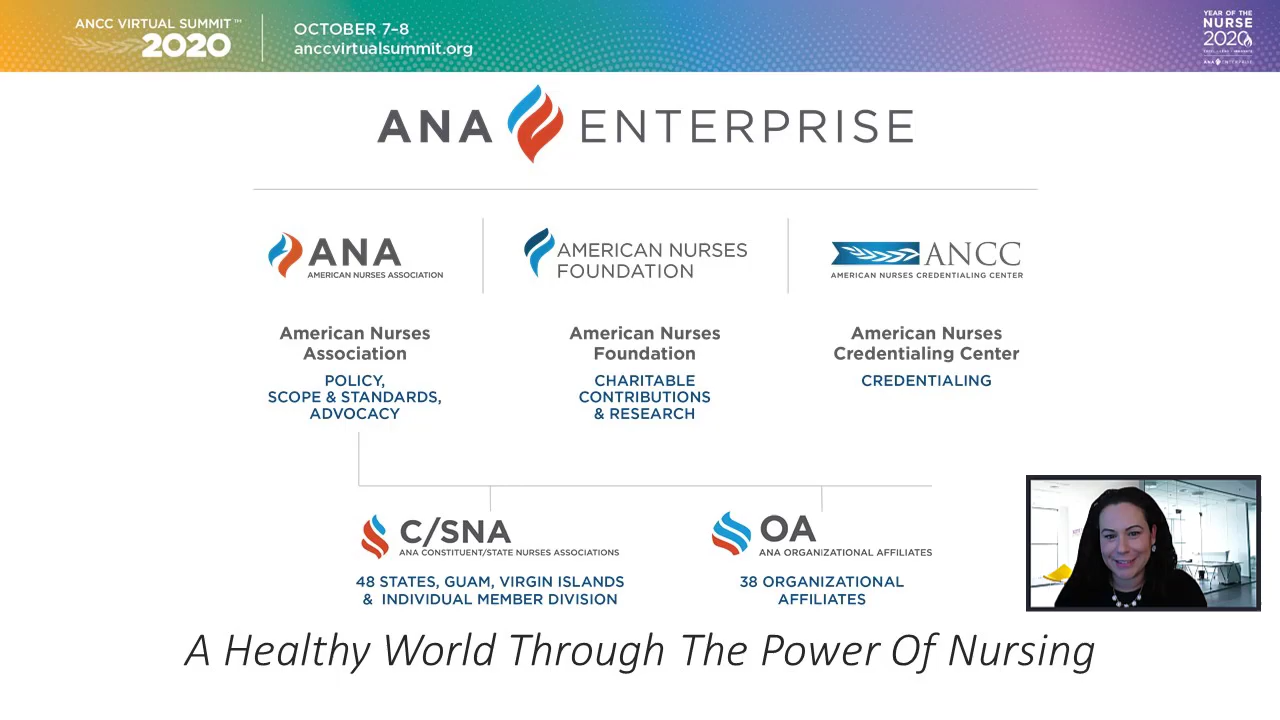 ANCC VIRTUAL SUMMIT™
2020
OCTOBER 7–8
anccvirtualsummit.org
YEAR OF THE
NURSE
2020
ANA ENTERPRISE
ANA ENTERPRISE
ANA
AMERICAN NURSES ASSOCIATION
AMERICAN NURSES
FOUNDATION
ANCC
AMERICAN NURSES CREDENTIALING CENTER
American Nurses
Association
POLICY,
SCOPE & STANDARDS,
ADVOCACY
American Nurses
Foundation
CHARITABLE
CONTRIBUTIONS
& RESEARCH
American Nurses
Credentialing Center
CREDENTIALING
C/SNA
ANA CONSTITUENT/STATE NURSES ASSOCIATIONS
48 STATES, GUAM, VIRGIN ISLANDS
& INDIVIDUAL MEMBER DIVISION
OA
ANA ORGANIZATIONAL AFFILIATES
38 ORGANIZATIONAL
AFFILIATES
A Healthy World Through The Power Of Nursing